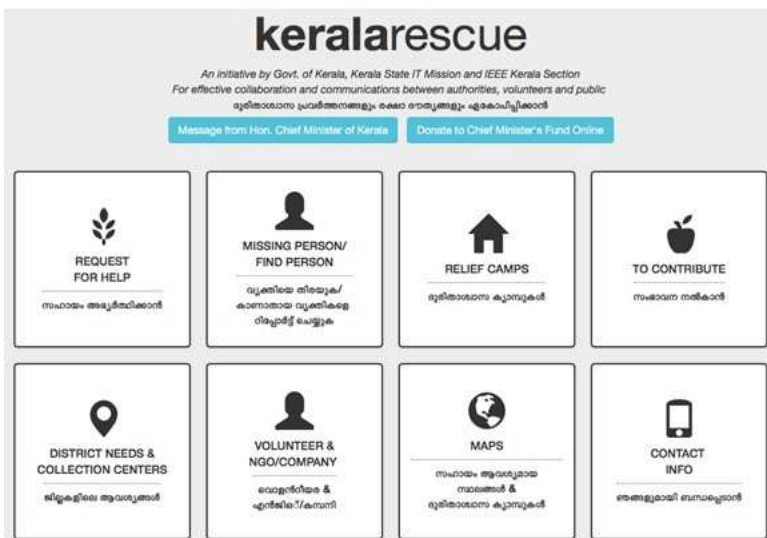 keralarescue
An initiative by Govt. of Kerala, Kerala State IT Mission and IEEE Kerala Section
For effective collaboration and communications between authorities, volunteers and public
ദുരിതാശ്വാസ പ്രവർത്തനങ്ങളും രക്ഷാ ദൗത്യങ്ങളും ഏകോപിപ്പിക്കാൻ
Message from Hon. Chief Minister of Kerala
Donate to Chief Minister's Fund Online
REQUEST
FOR HELP
സഹായം അഭ്യർത്ഥിക്കാൻ
MISSING PERSON/
FIND PERSON
വ്യക്തിയെ തിരയുക/
കാണാതായ വ്യക്തികളെ
റിപ്പോർട്ട് ചെയ്യുക
RELIEF CAMPS
ദുരിതാശ്വാസ ക്യാമ്പുകൾ
TO CONTRIBUTE
സംഭാവന നൽകാൻ
DISTRICT NEEDS &
COLLECTION CENTERS
ജില്ലകളിലെ ആവശ്യങ്ങൾ
VOLUNTEER &
NGO/COMPANY
വൊളന്‍റീയർ &
എൻജിഒ/കമ്പനി
MAPS
സഹായം ആവശ്യമായ
സ്ഥലങ്ങൾ &
ദുരിതാശ്വാസ ക്യാമ്പുകൾ
CONTACT
INFO
ഞങ്ങളുമായി ബന്ധപ്പെടാൻ